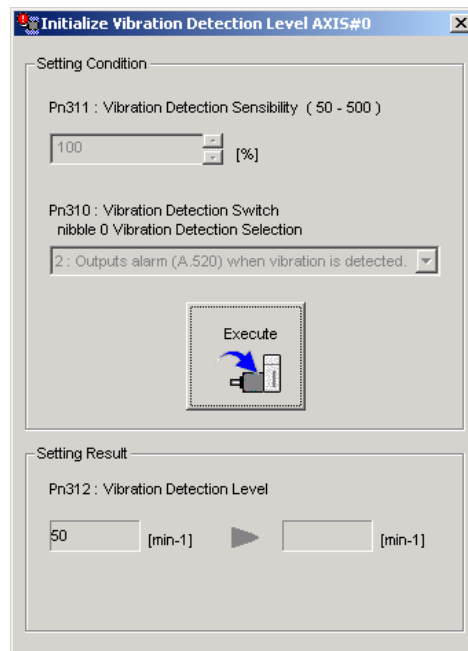 Initialize Vibration Detection Level AXIS#0
Setting Condition
Pn311 : Vibration Detection Sensibility ( 50 - 500 )
100
[%]
Pn310 : Vibration Detection Switch
nibble 0 Vibration Detection Selection
2 : Outputs alarm (A.520) when vibration is detected.
Execute
Setting Result
Pn312 : Vibration Detection Level
50 [min-1] [min-1]